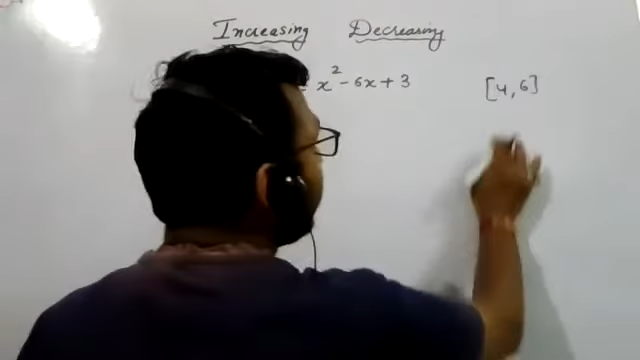 Increasing Decreasing
= x² - 6x + 3 [4, 6]